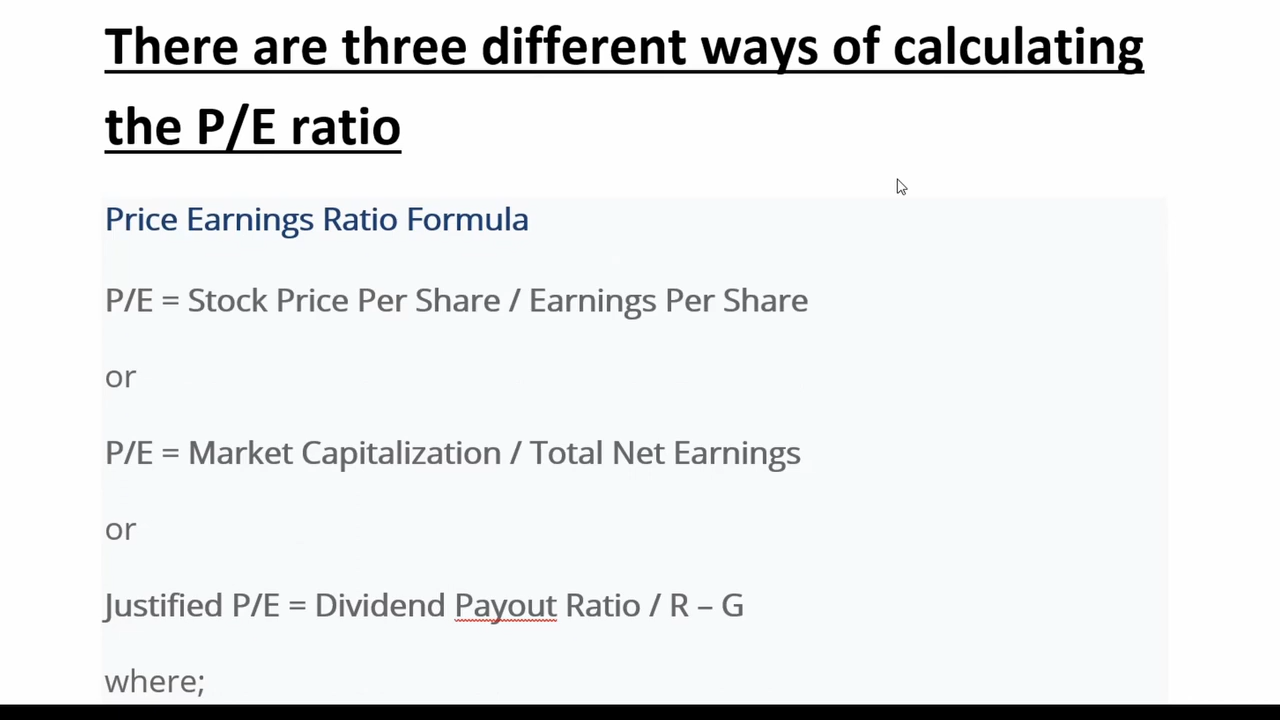 There are three different ways of calculating
the P/E ratio
Price Earnings Ratio Formula
P/E = Stock Price Per Share / Earnings Per Share
or
P/E = Market Capitalization / Total Net Earnings
or
Justified P/E = Dividend Payout Ratio / R – G
where;